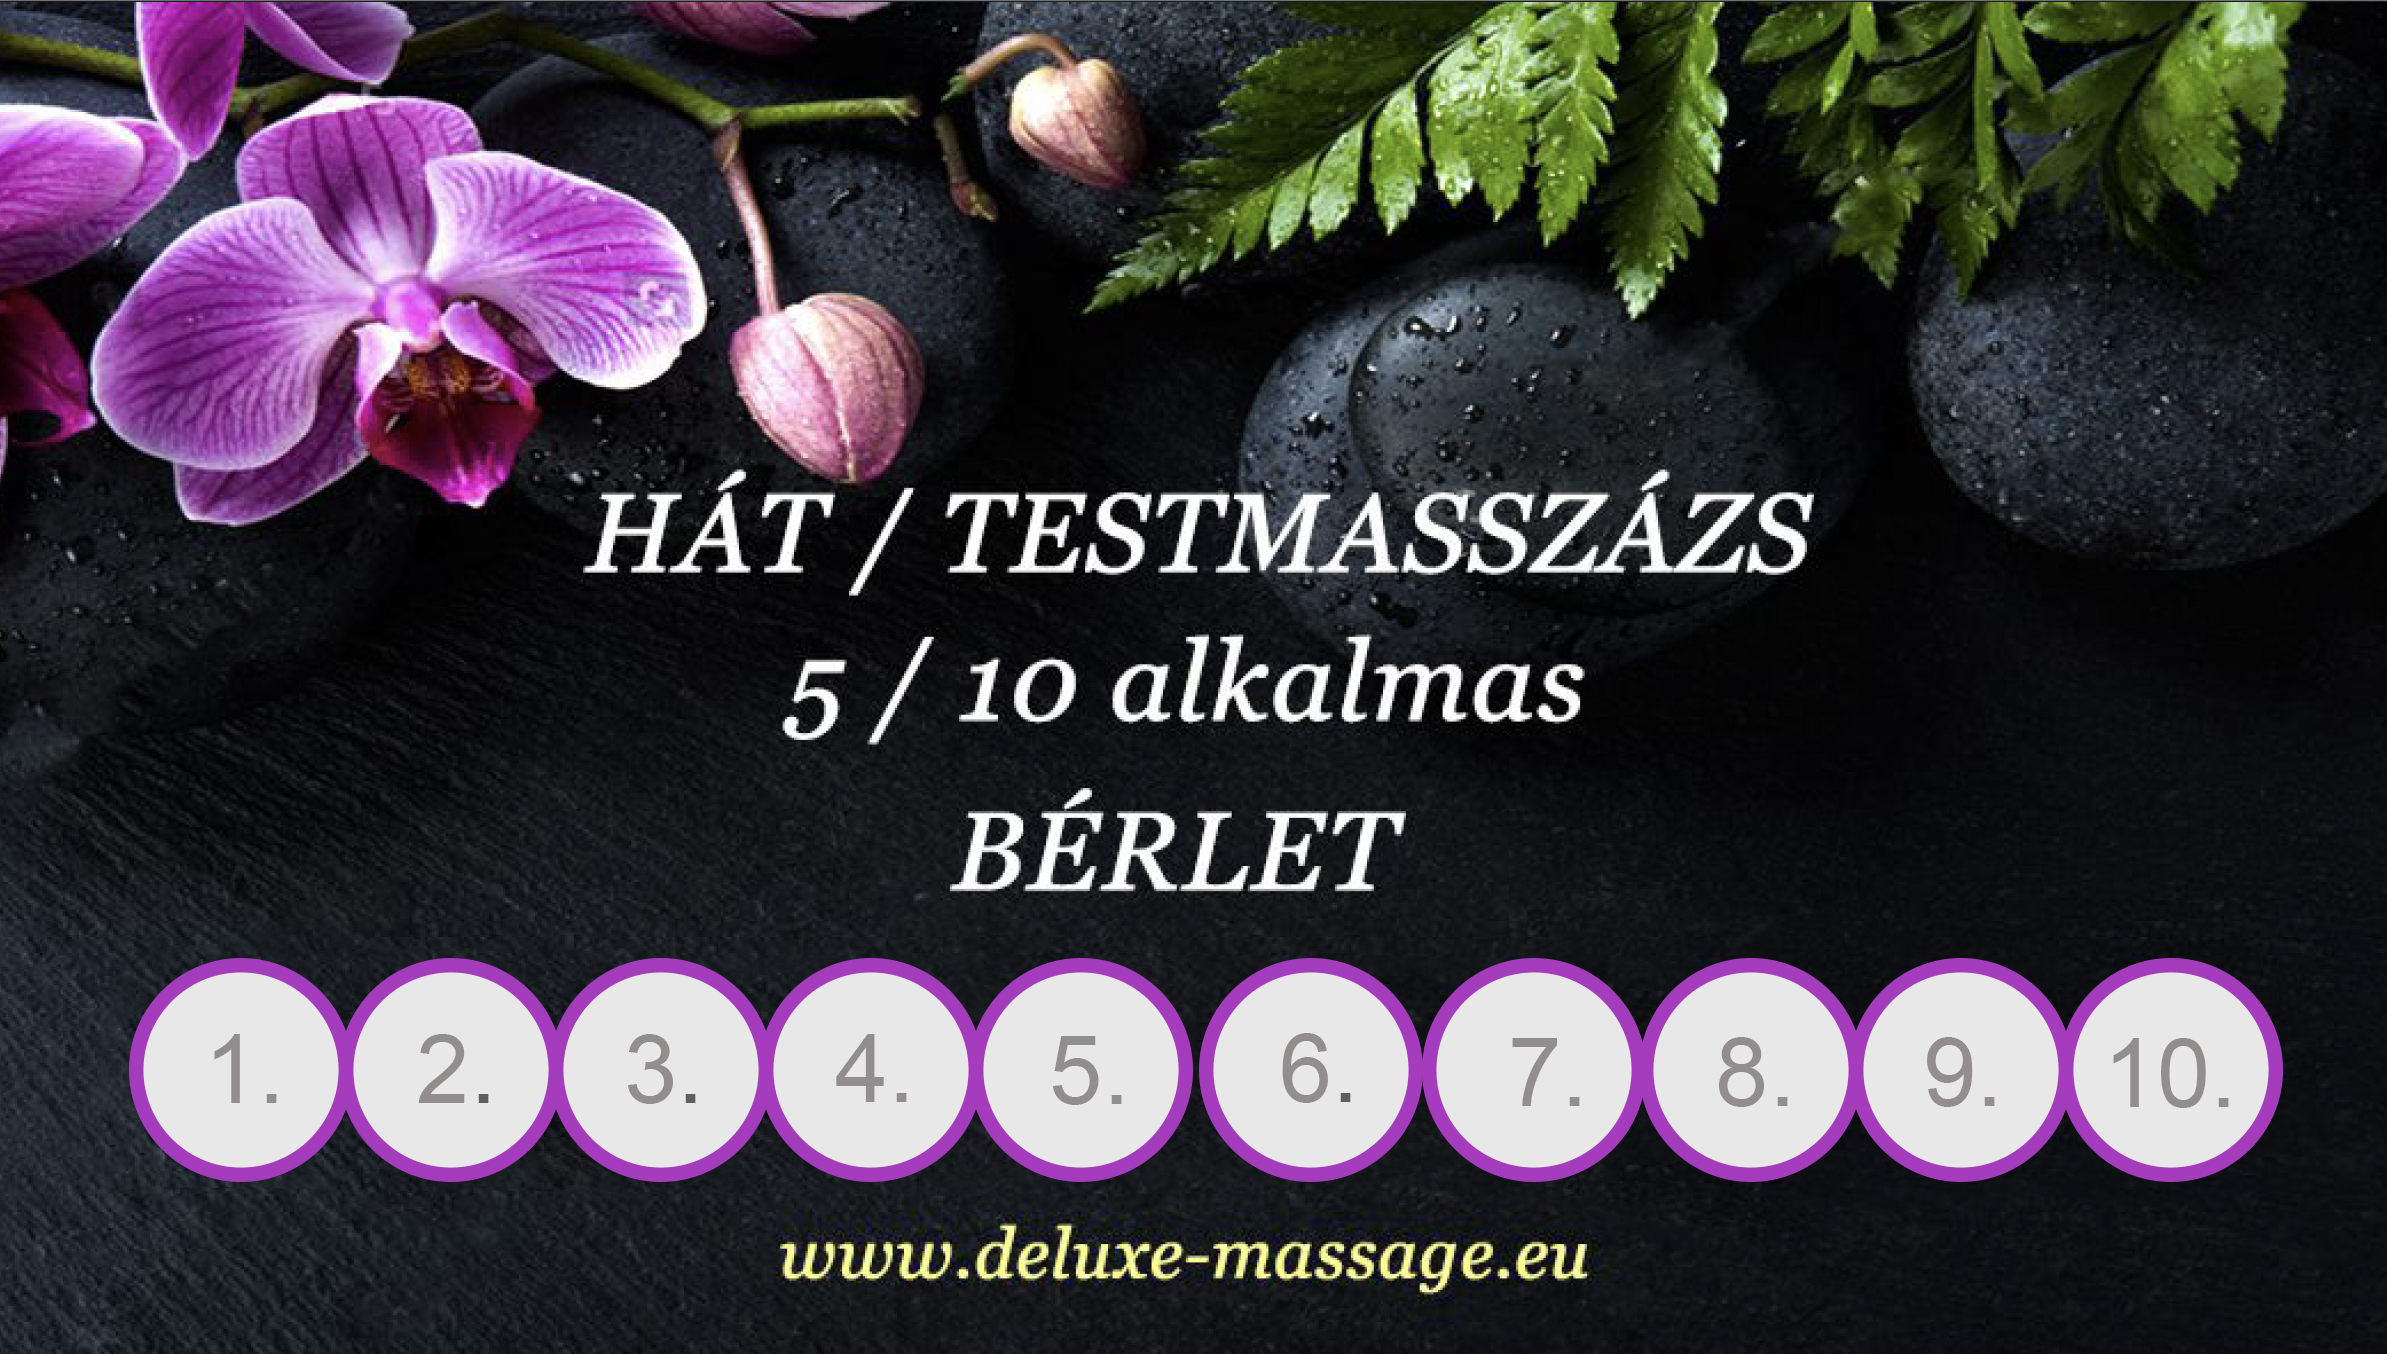 HÁT / TESTMASSZÁZS
5 / 10 alkalmas
BÉRLET
1. 2. 3. 4. 5. 6. 7. 8. 9. 10.
www.deluxe-massage.eu